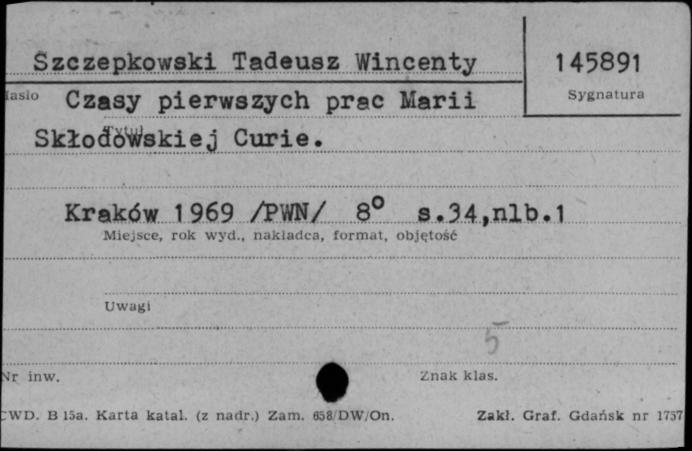 Szczepkowski Tadeusz Wincenty
145891
Hasło
Sygnatura
Czasy pierwszych prac Marii
Tytuł
Skłodowskiej Curie.
Kraków 1969 /PWN/ 8° s.34,nlb.1
Miejsce, rok wyd., nakładca, format, objętość
Uwagi
5
Nr inw.
Znak klas.
CWD. B 15a. Karta katal. (z nadr.) Zam. 658/DW/On.
Zakł. Graf. Gdańsk nr 1757